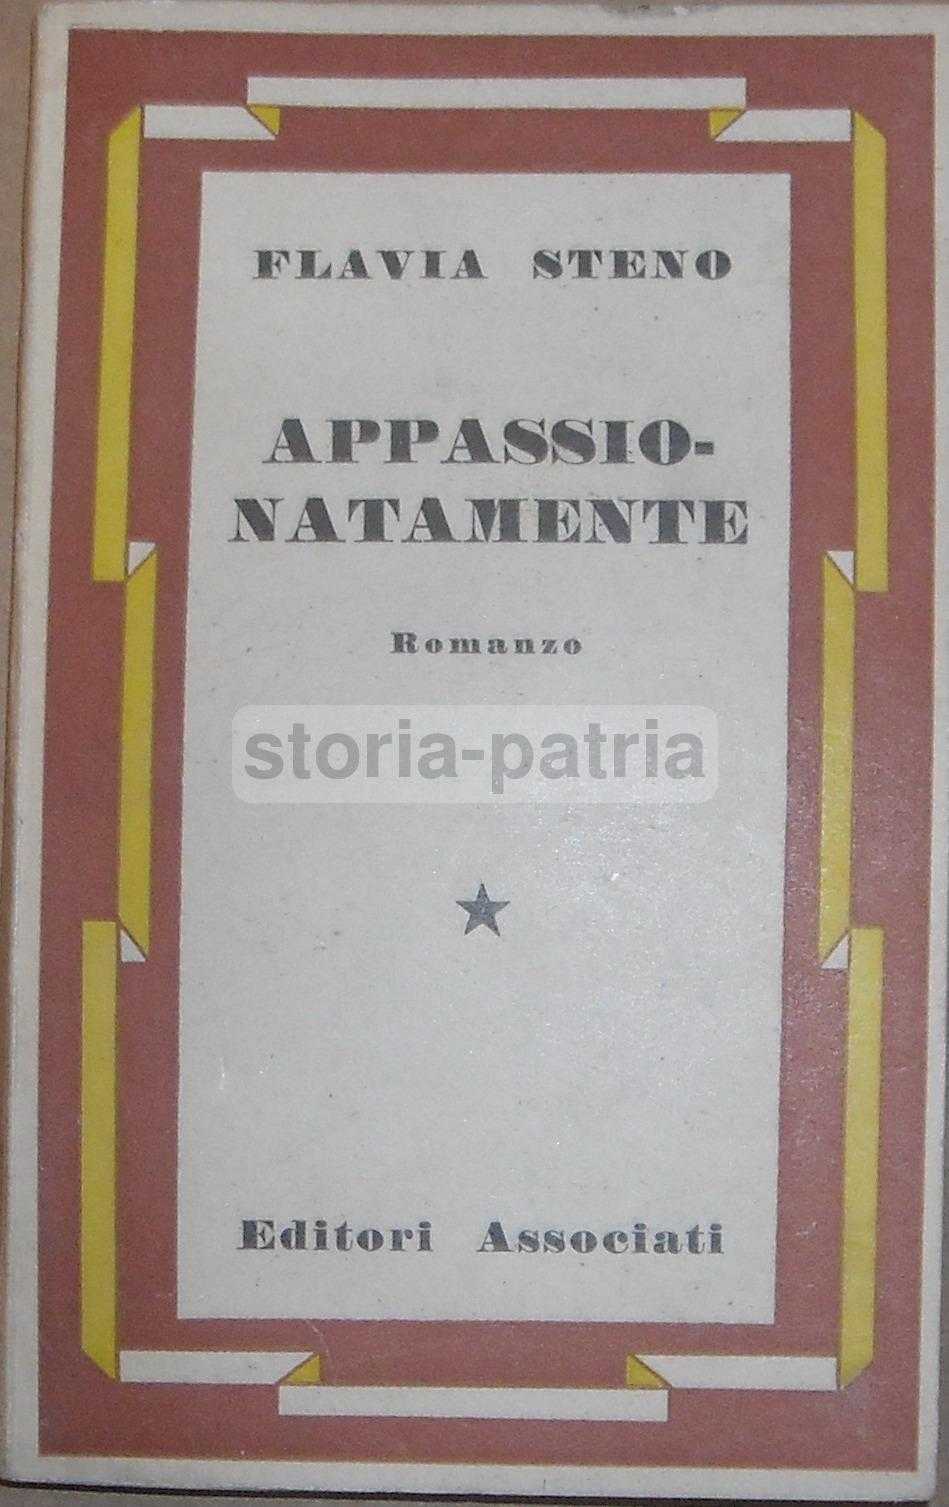 FLAVIA STENO
APPASSIO-
NATAMENTE
Romanzo
storia-patria
Editori Associati